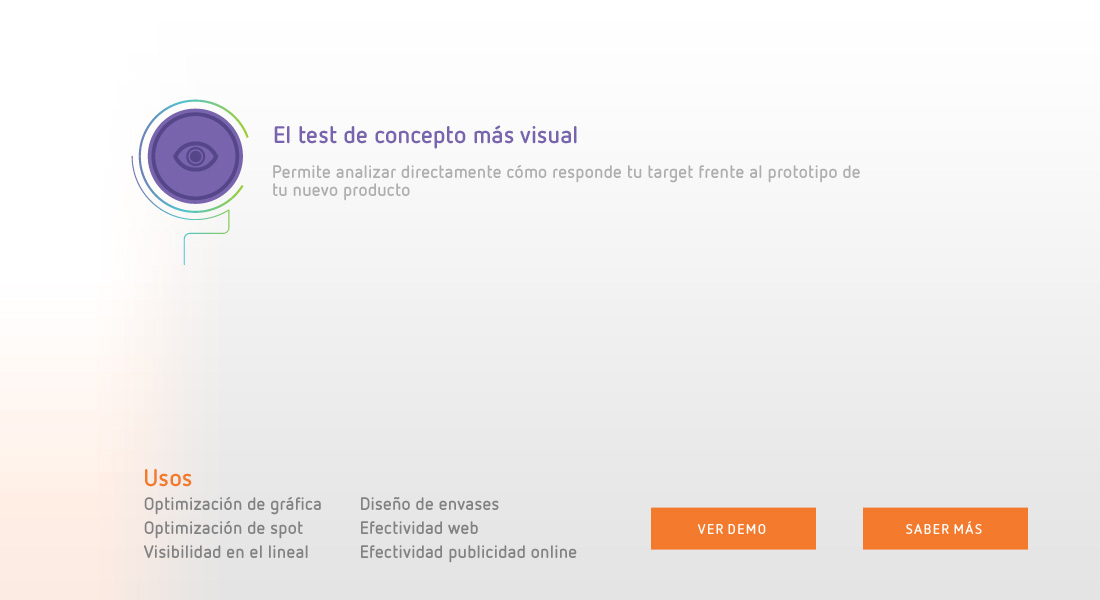 El test de concepto más visual
Permite analizar directamente cómo responde tu target frente al prototipo de
tu nuevo producto
Usos
Optimización de gráfica
Optimización de spot
Visibilidad en el lineal
Diseño de envases
Efectividad web
Efectividad publicidad online
VER DEMO
SABER MÁS